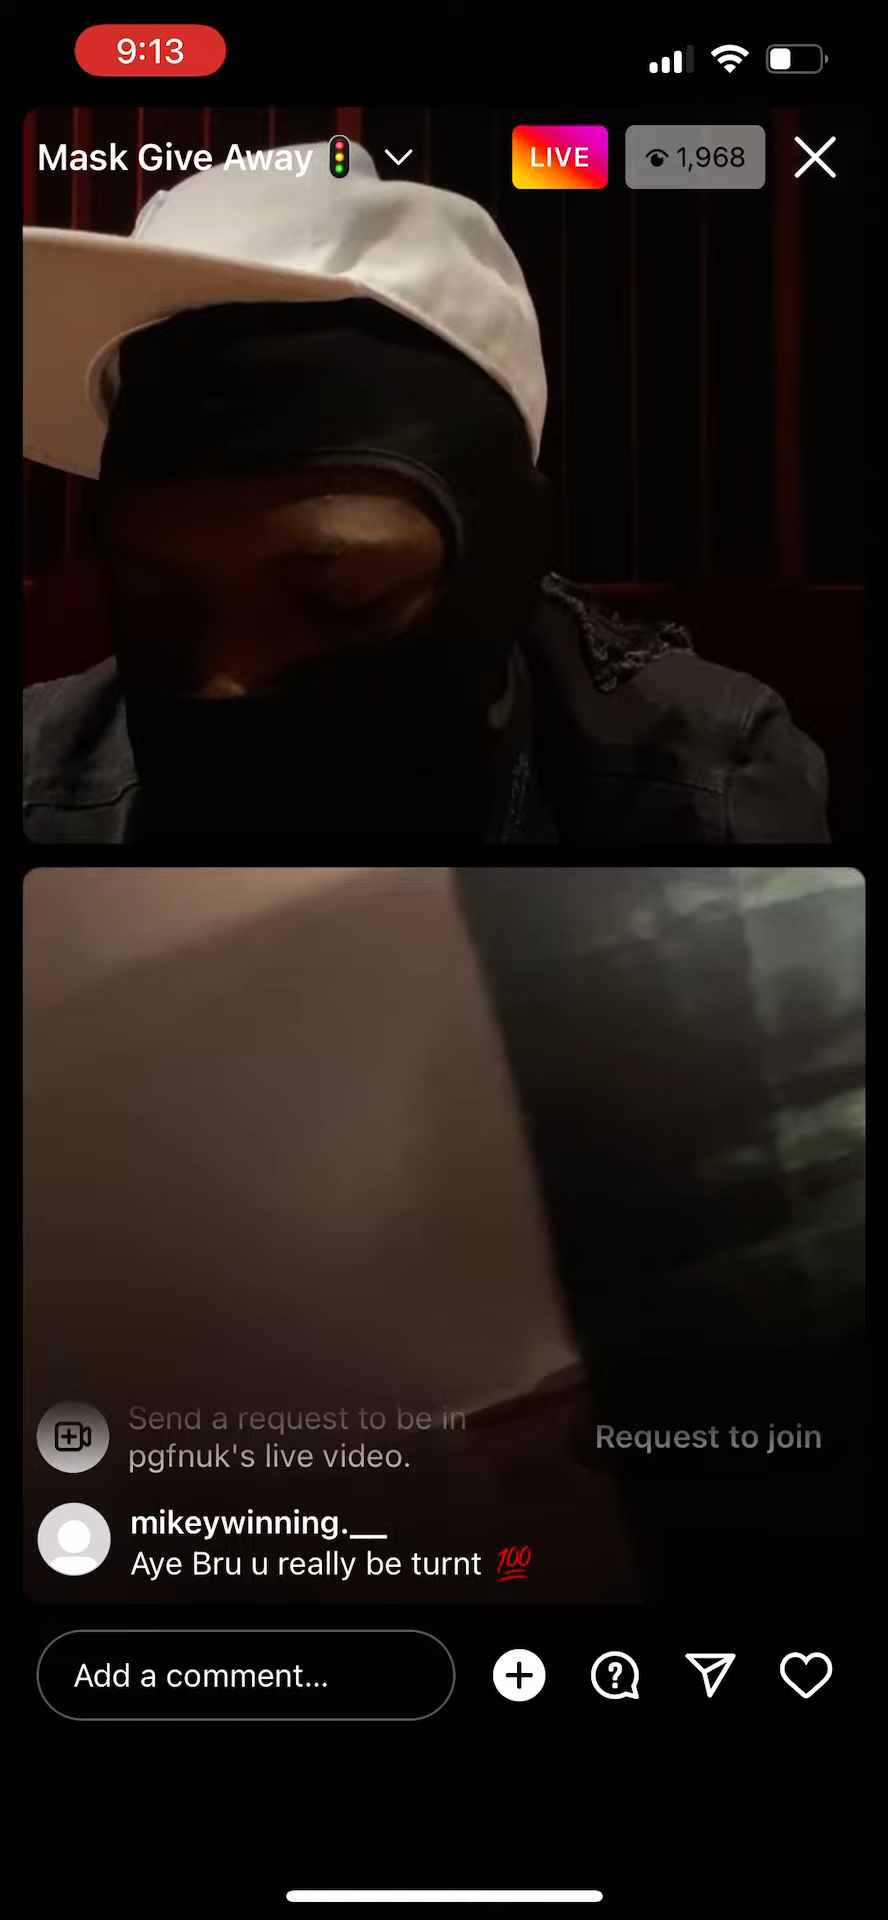 9:13
Mask Give Away 🚦
LIVE
1,968
Send a request to be in
pgfnuk's live video.
Request to join
mikeywinning.__
Aye Bru u really be turnt 💯
Add a comment...